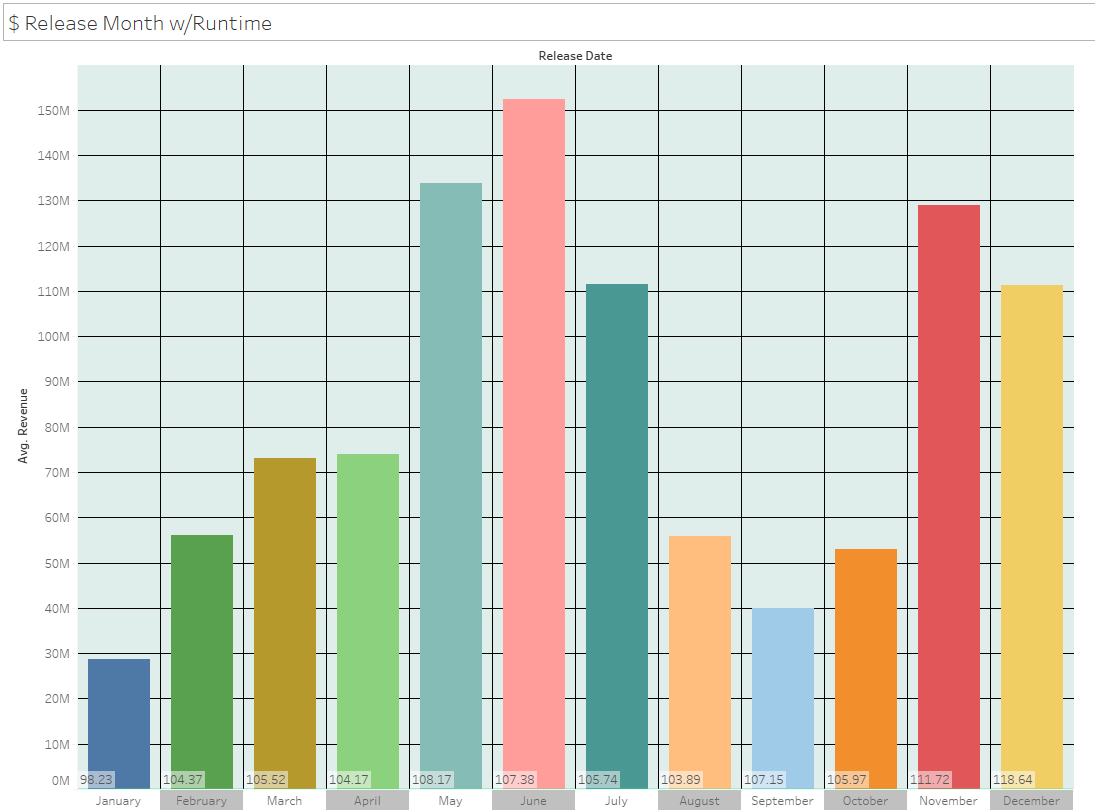 $ Release Month w/Runtime
Release Date
Avg. Revenue
150M
140M
130M
120M
110M
100M
90M
80M
70M
60M
50M
40M
30M
20M
10M
0M
98.23 104.37 105.52 104.17 108.17 107.38 105.74 103.89 107.15 105.97 111.72 118.64
January February March April May June July August September October November December